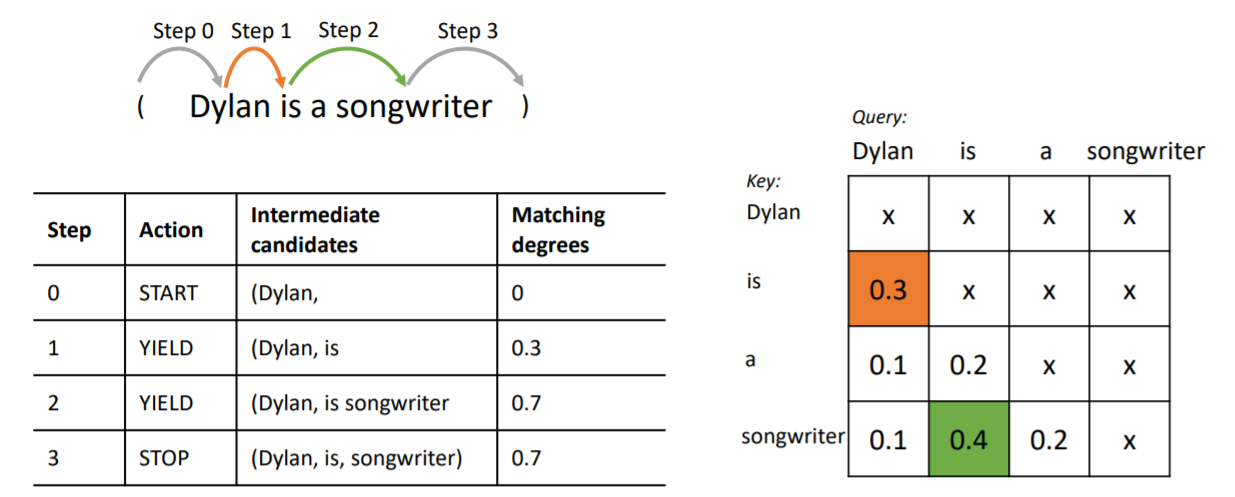 Step 0 Step 1 Step 2 Step 3
( Dylan is a songwriter )
Step Action Intermediate candidates Matching degrees
0 START (Dylan, 0
1 YIELD (Dylan, is 0.3
2 YIELD (Dylan, is songwriter 0.7
3 STOP (Dylan, is, songwriter) 0.7
Query:
Dylan is a songwriter
Key:
Dylan x x x x
is 0.3 x x x
a 0.1 0.2 x x
songwriter 0.1 0.4 0.2 x